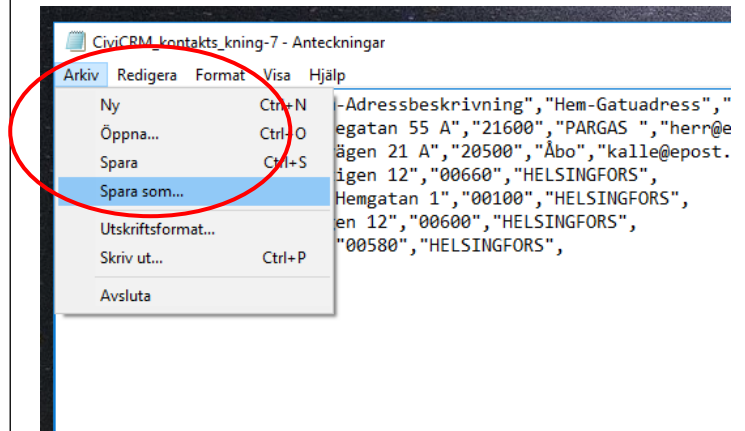 CiviCRM_kontakts_kning-7 - Anteckningar
Arkiv Redigera Format Visa Hjälp
Ny Ctrl+N
Öppna... Ctrl+O
Spara Ctrl+S
Spara som...
Utskriftsformat...
Skriv ut... Ctrl+P
Avsluta
-Adressbeskrivning","Hem-Gatuadress","
egatan 55 A","21600","PARGAS ","herr@e
ägen 21 A","20500","Åbo","kalle@epost.
igen 12","00660","HELSINGFORS",
Hemgatan 1","00100","HELSINGFORS",
en 12","00600","HELSINGFORS",
"00580","HELSINGFORS",